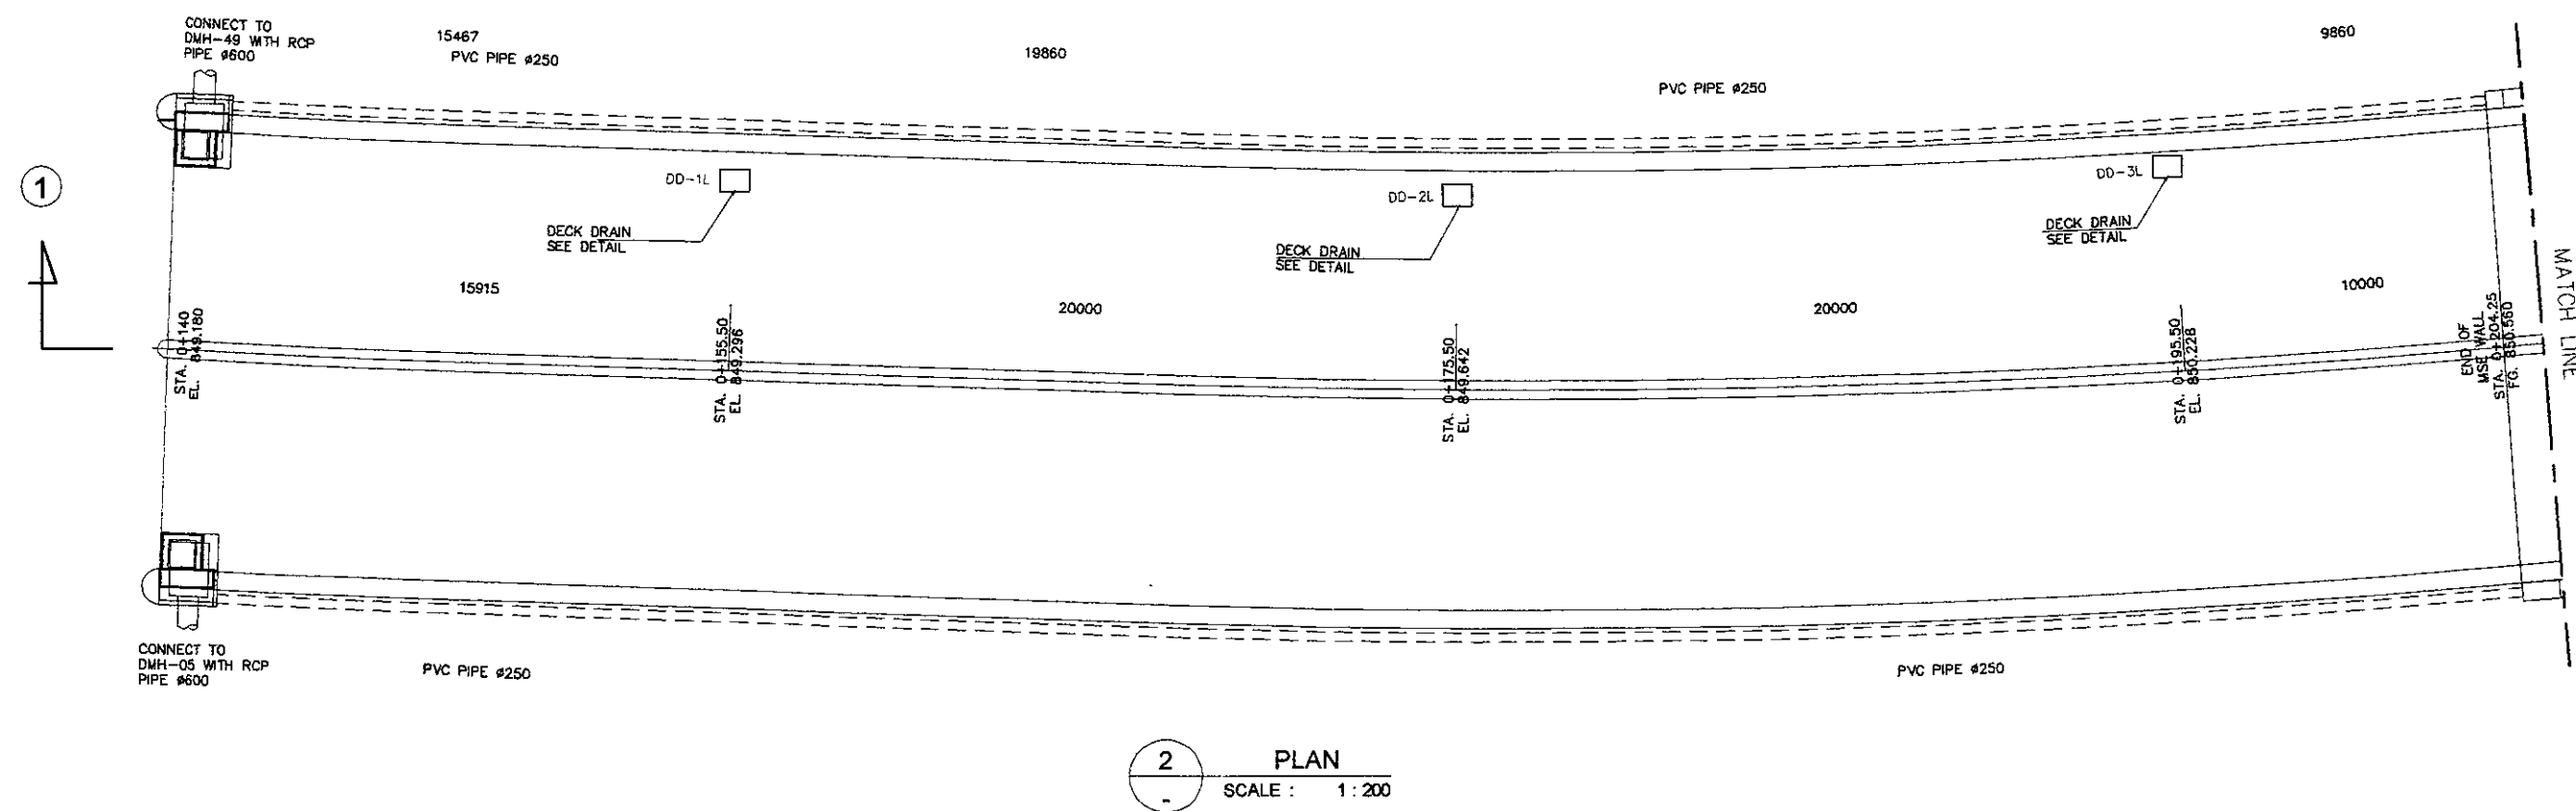 CONNECT TO
DMH-49 WITH RCP
PIPE ø600
15467
PVC PIPE ø250
19860
PVC PIPE ø250
9860
1
DD-1L
DECK DRAIN
SEE DETAIL
DD-2L
DECK DRAIN
SEE DETAIL
DD-3L
DECK DRAIN
SEE DETAIL
15915
20000
20000
10000
STA. 0+140
EL. 849.180
STA. 0+155.50
EL. 849.296
STA. 0+175.50
EL. 849.642
STA. 0+195.50
EL. 850.228
END OF
MSE WALL
STA. 0+204.25
FG. 850.560
MATCH LINE
CONNECT TO
DMH-05 WITH RCP
PIPE ø600
PVC PIPE ø250
PVC PIPE ø250
2
-
PLAN
SCALE : 1 : 200